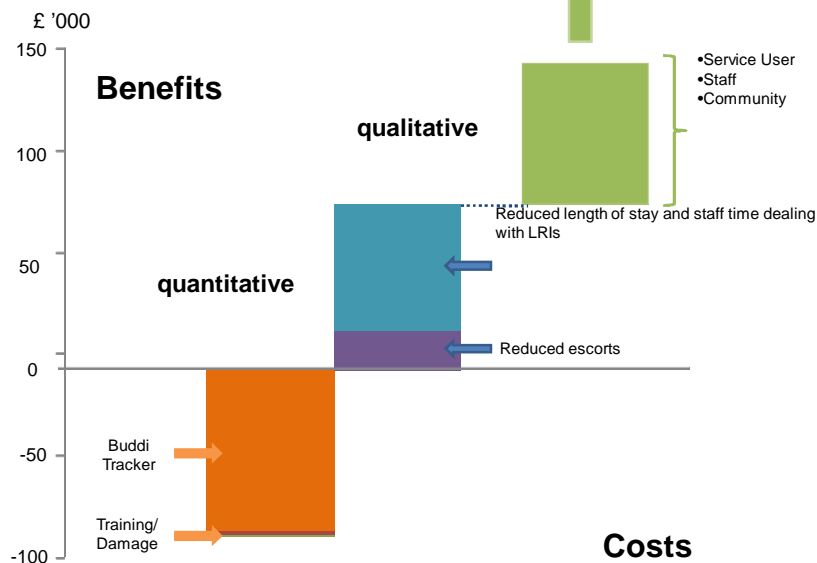 £ '000
150
Benefits
•Service User
•Staff
•Community
qualitative
100
Reduced length of stay and staff time dealing
with LRIs
50
quantitative
Reduced escorts
0
Buddi
Tracker
-50
Training/
Damage
Costs
-100